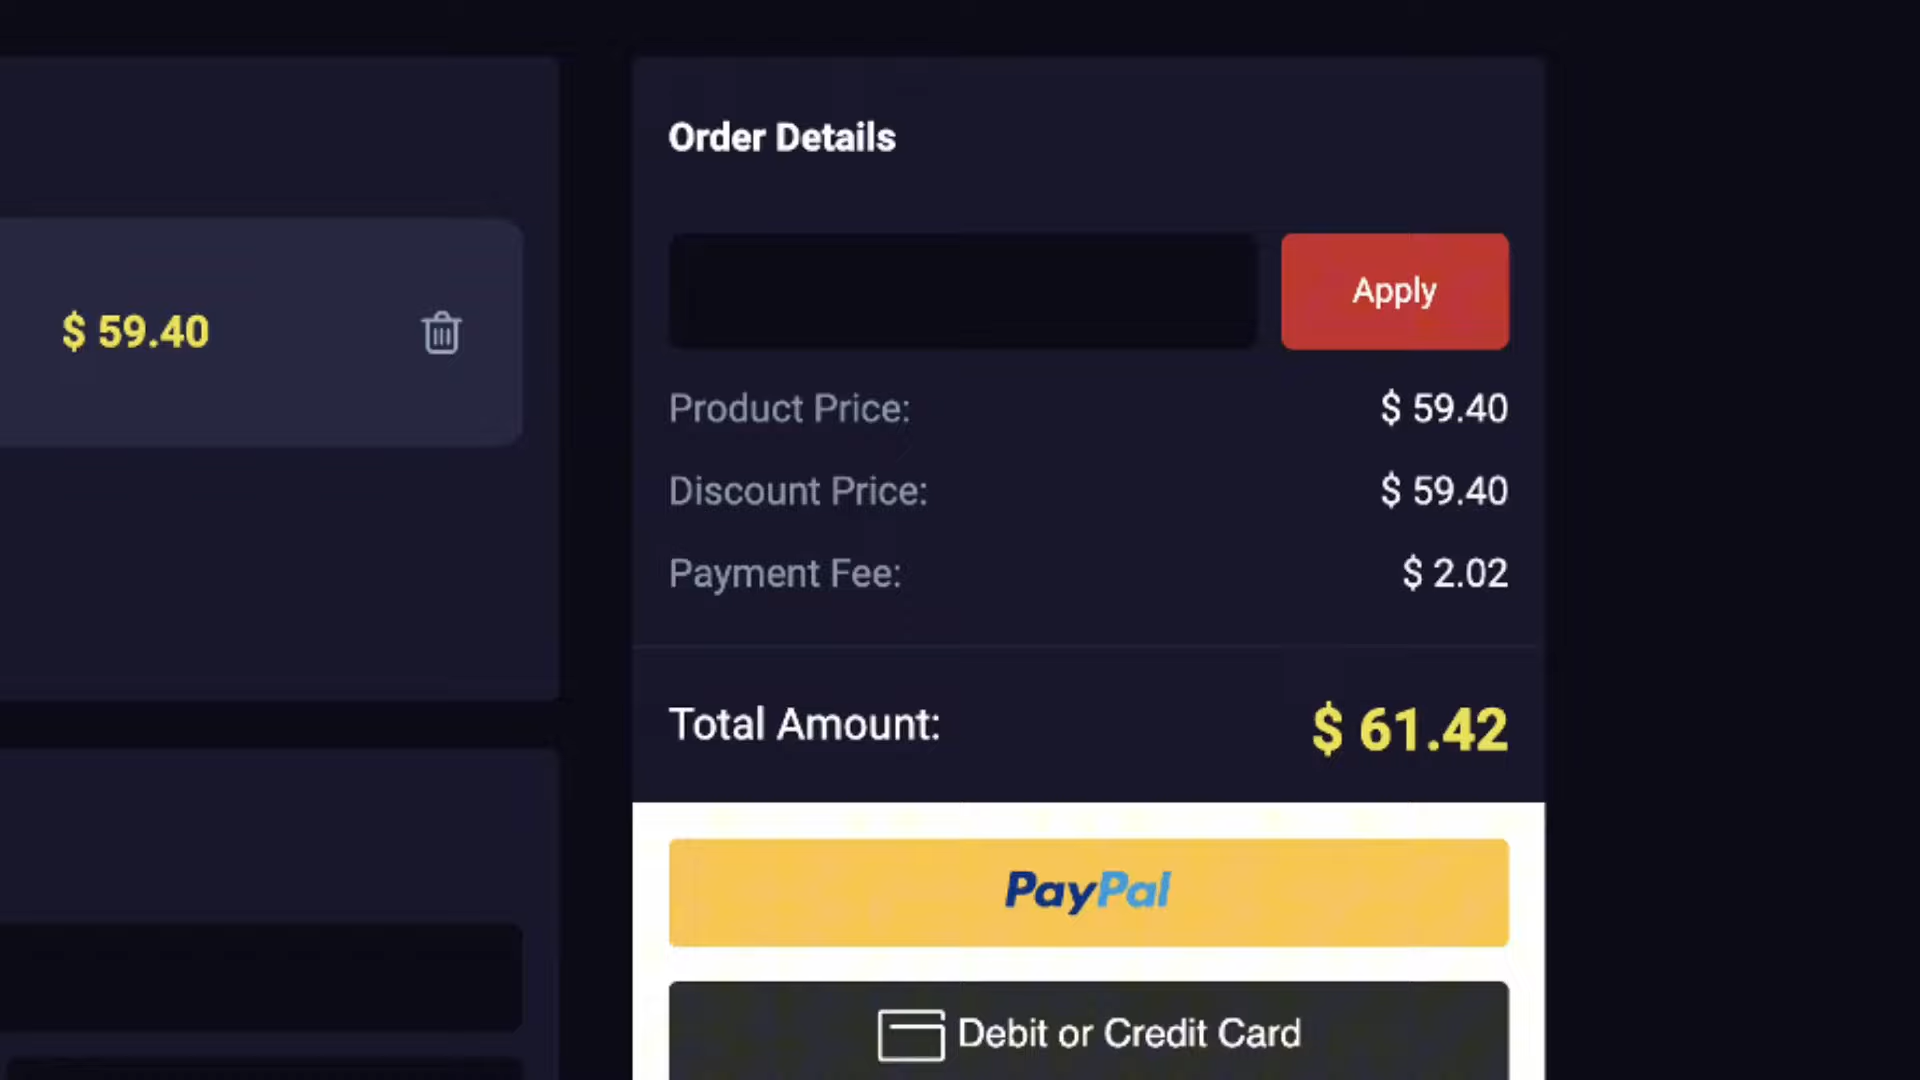 $ 59.40
Order Details
Apply
Product Price: $ 59.40
Discount Price: $ 59.40
Payment Fee: $ 2.02
Total Amount: $ 61.42
PayPal
Debit or Credit Card